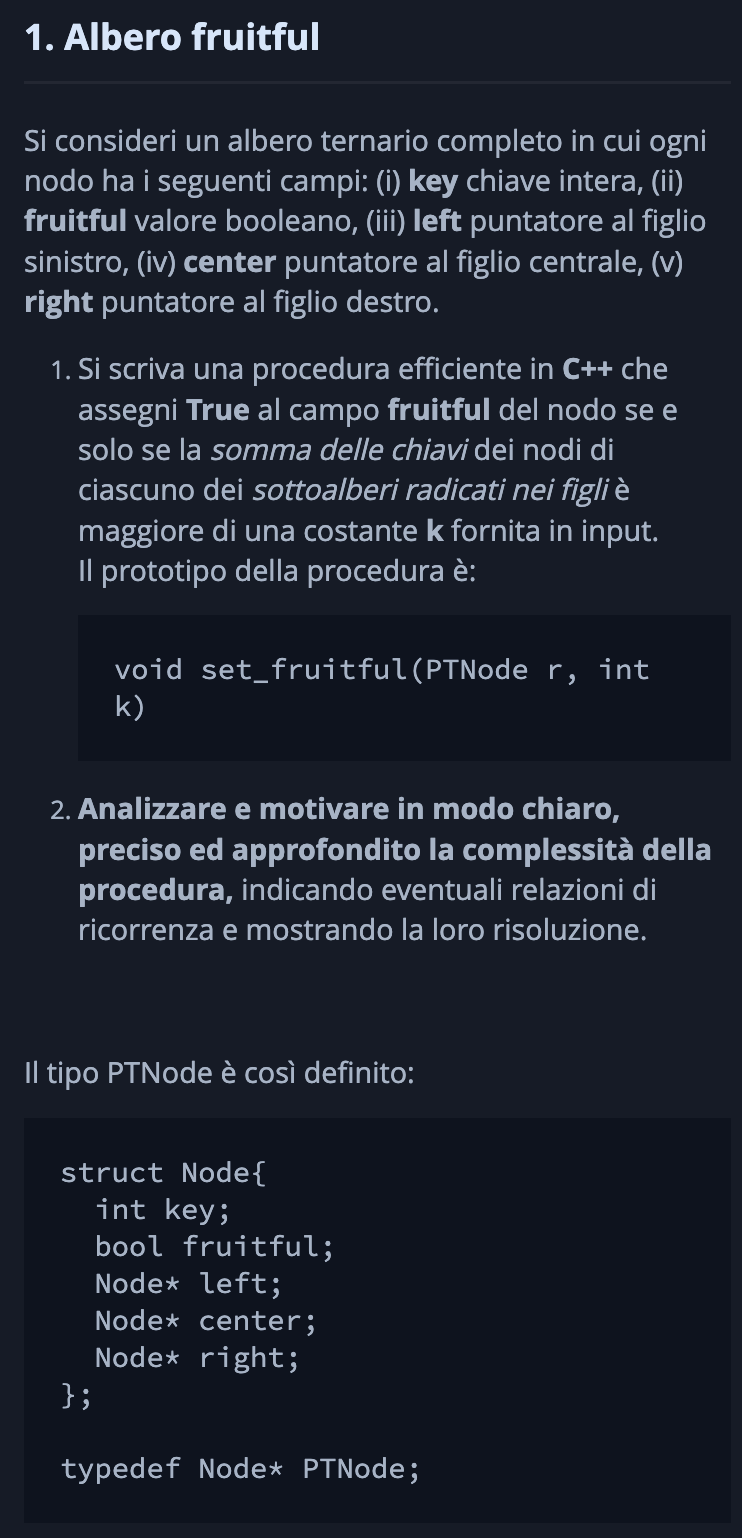 1. Albero fruitful
Si consideri un albero ternario completo in cui ogni
nodo ha i seguenti campi: (i) key chiave intera, (ii)
fruitful valore booleano, (iii) left puntatore al figlio
sinistro, (iv) center puntatore al figlio centrale, (v)
right puntatore al figlio destro.
1. Si scriva una procedura efficiente in C++ che
assegni True al campo fruitful del nodo se e
solo se la somma delle chiavi dei nodi di
ciascuno dei sottoalberi radicati nei figli è
maggiore di una costante k fornita in input.
Il prototipo della procedura è:
void set_fruitful(PTNode r, int
k)
2. Analizzare e motivare in modo chiaro,
preciso ed approfondito la complessità della
procedura, indicando eventuali relazioni di
ricorrenza e mostrando la loro risoluzione.
Il tipo PTNode è così definito:
struct Node{
  int key;
  bool fruitful;
  Node* left;
  Node* center;
  Node* right;
};
typedef Node* PTNode;